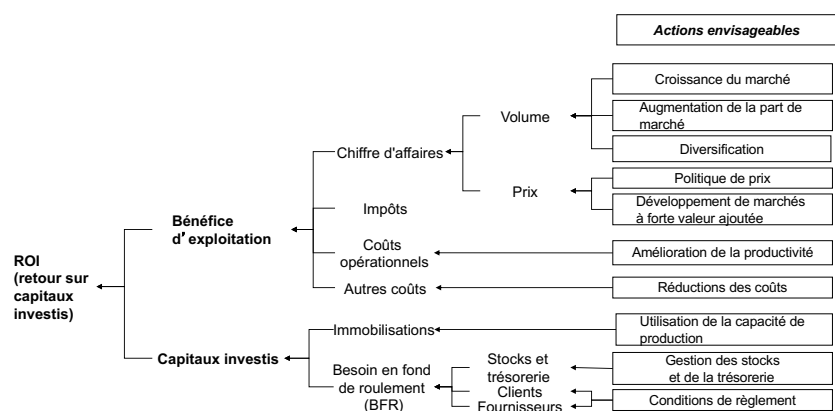 Actions envisageables
Croissance du marché
Volume
Augmentation de la part de
marché
Chiffre d'affaires
Diversification
Politique de prix
Prix
Développement de marchés
à forte valeur ajoutée
Impôts
Bénéfice
d'exploitation
Coûts
opérationnels
Amélioration de la productivité
ROI
(retour sur
capitaux
investis)
Autres coûts
Réductions des coûts
Immobilisations
Utilisation de la capacité de
production
Capitaux investis
Besoin en fond
de roulement
(BFR)
Stocks et
trésorerie
Gestion des stocks
et de la trésorerie
Clients
Fournisseurs
Conditions de règlement